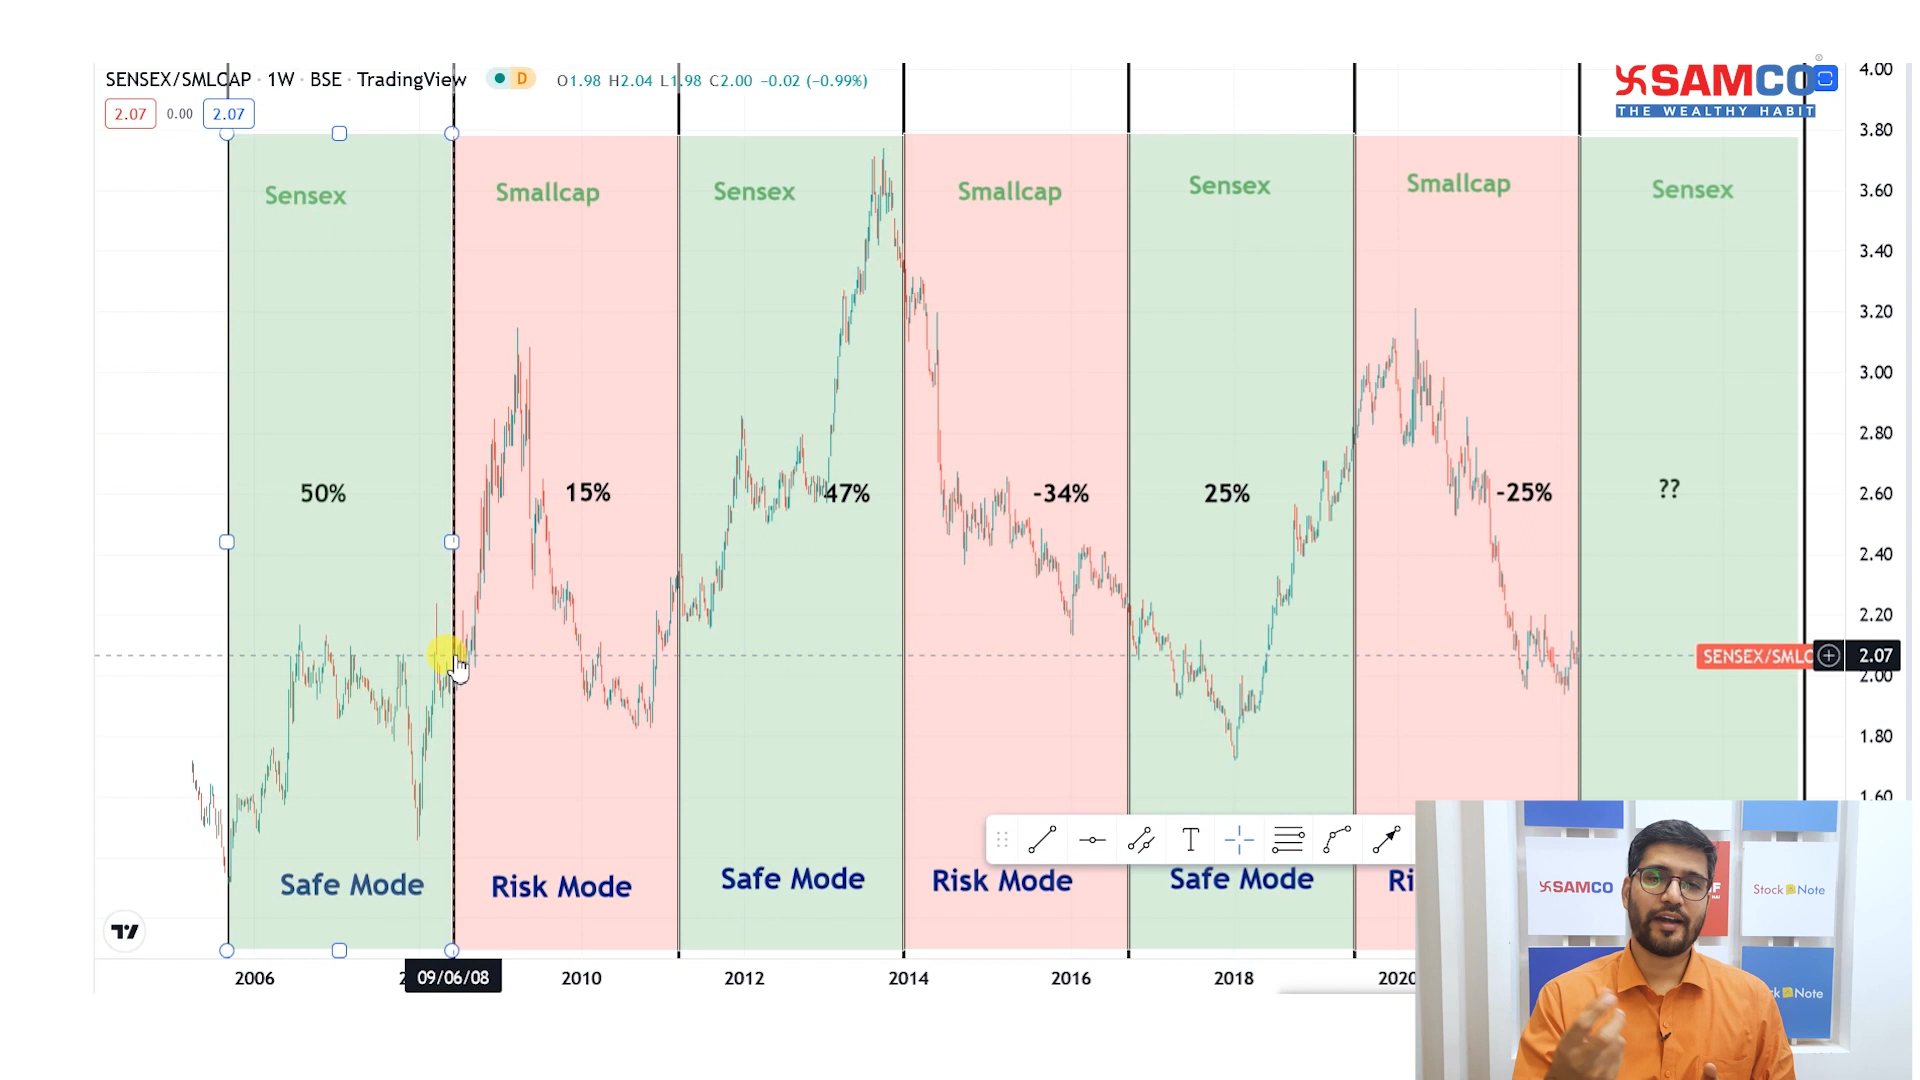 SENSEX/SMLCAP · 1W · BSE · TradingView
D
O1.98 H2.04 L1.98 C2.00 −0.02 (−0.99%)
2.07
0.00
2.07
SAMCO
®
THE WEALTHY HABIT
Sensex
Smallcap
Sensex
Smallcap
Sensex
Smallcap
Sensex
50%
15%
47%
-34%
25%
-25%
??
Safe Mode
Risk Mode
Safe Mode
Risk Mode
Safe Mode
Ri
4.00
3.80
3.60
3.40
3.20
3.00
2.80
2.60
2.40
2.20
SENSEX/SMLC
2.07
2.00
1.80
1.60
T
2006
09/06/08
2010
2012
2014
2016
2018
2020
SAMCO
Stock Note
k Note